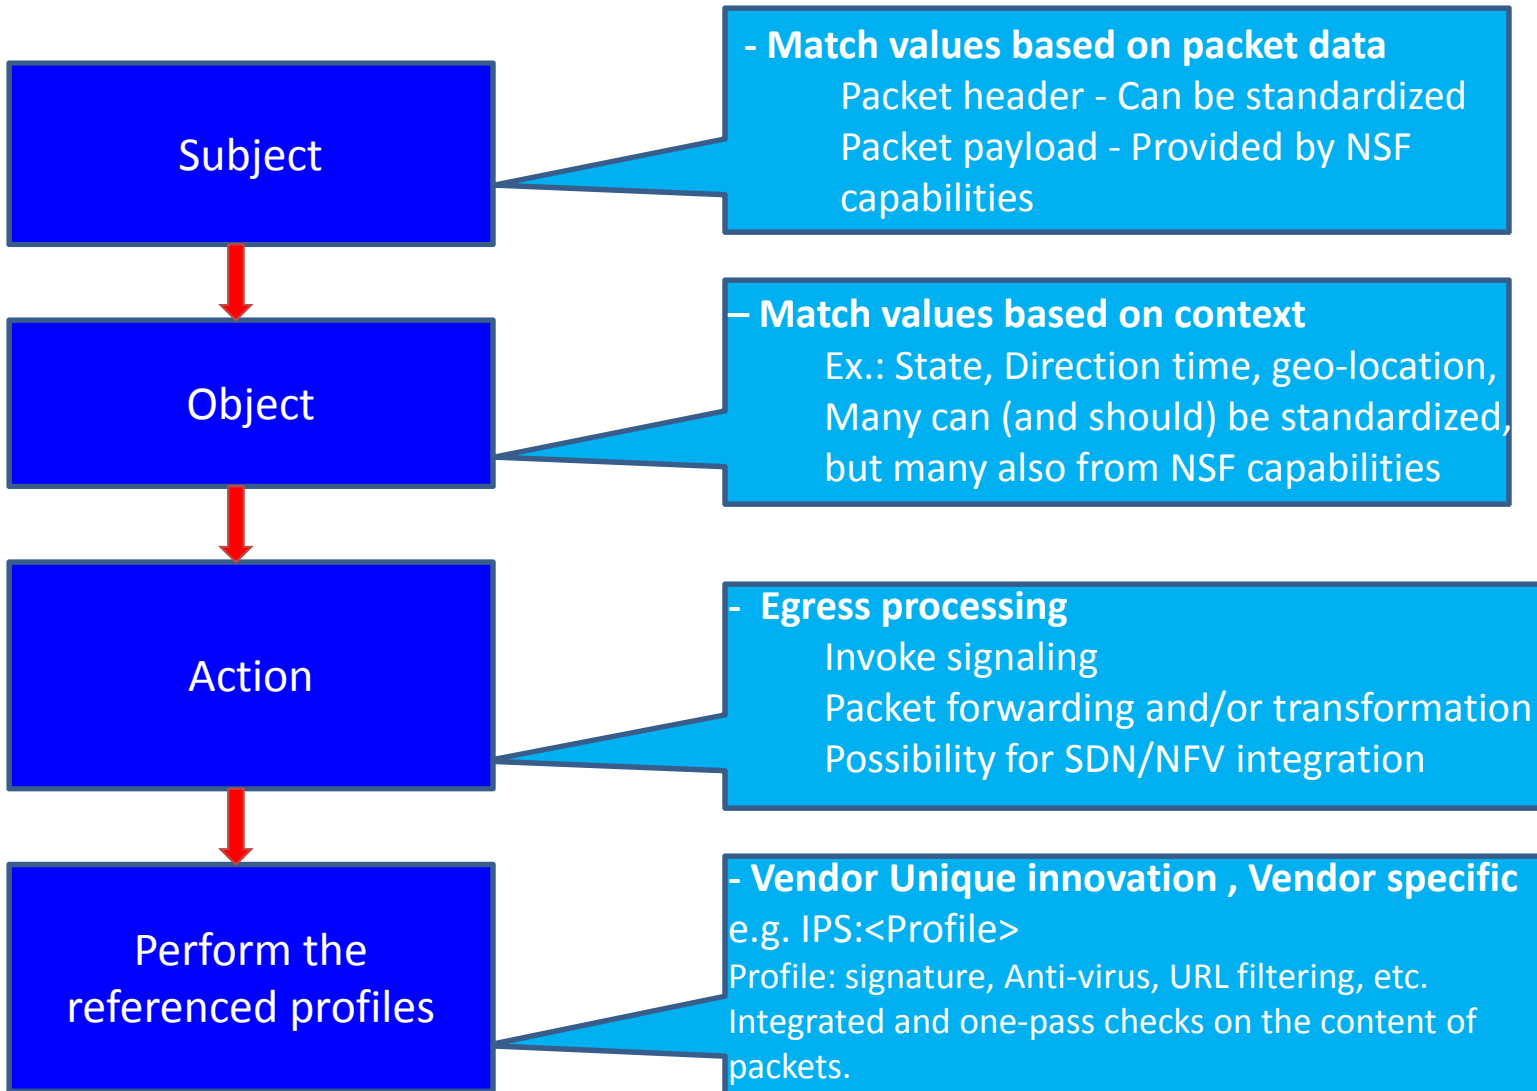 Subject
- Match values based on packet data
Packet header - Can be standardized
Packet payload - Provided by NSF
capabilities
Object
– Match values based on context
Ex.: State, Direction time, geo-location,
Many can (and should) be standardized,
but many also from NSF capabilities
Action
- Egress processing
Invoke signaling
Packet forwarding and/or transformation
Possibility for SDN/NFV integration
Perform the
referenced profiles
- Vendor Unique innovation , Vendor specific
e.g. IPS:<Profile>
Profile: signature, Anti-virus, URL filtering, etc.
Integrated and one-pass checks on the content of
packets.